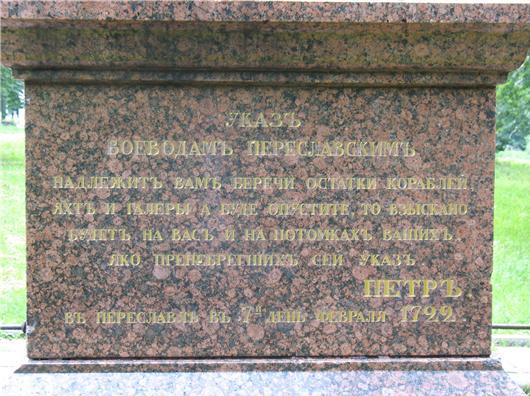 УКАЗЪ
ВОЕВОДАМЪ ПЕРЕСЛАВСКИМЪ
НАДЛЕЖИТЪ ВАМЪ БЕРЕЧИ ОСТАТКИ КОРАБЛЕЙ,
ЯХТЪ И ГАЛЕРЫ А БУДЕ ОПУСТИТЕ, ТО ВЗЫСКАНО
БУДЕТЪ НА ВАСЪ И НА ПОТОМКАХЪ ВАШИХЪ,
ЯКО ПРЕНЕБРЕГШИХЪ СЕЙ УКАЗЪ
ПЕТРЪ.
ВЪ ПЕРЕСЛАВЛѢ ВЪ 7Й ДЕНЬ ФЕВРАЛЯ 1722.